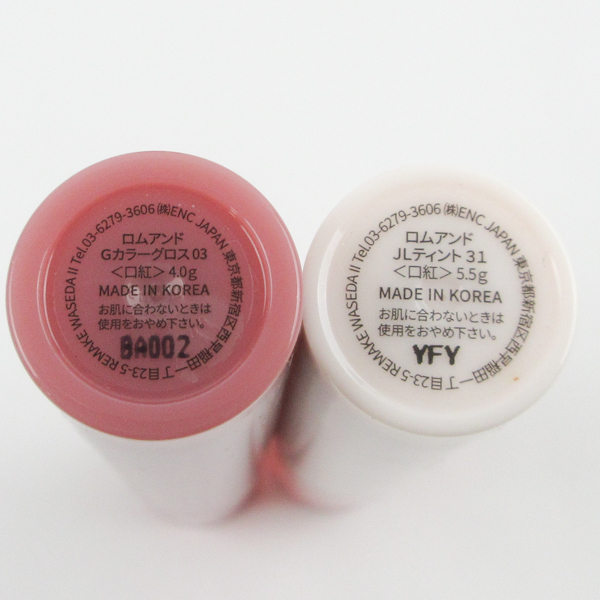 Tel.03-6279-3606 ㈱ENC JAPAN 東京都新宿区西早稲田一丁目23-5 REMAKE WASEDA II
ロムアンド
Gカラーグロス 03
＜口紅＞ 4.0g
MADE IN KOREA
お肌に合わないときは
使用をおやめ下さい。
BA002
Tel.03-6279-3606 ㈱ENC JAPAN 東京都新宿区西早稲田一丁目23-5 REMAKE WASEDA II
ロムアンド
JLティント 31
＜口紅＞ 5.5g
MADE IN KOREA
お肌に合わないときは
使用をおやめ下さい。
YFY